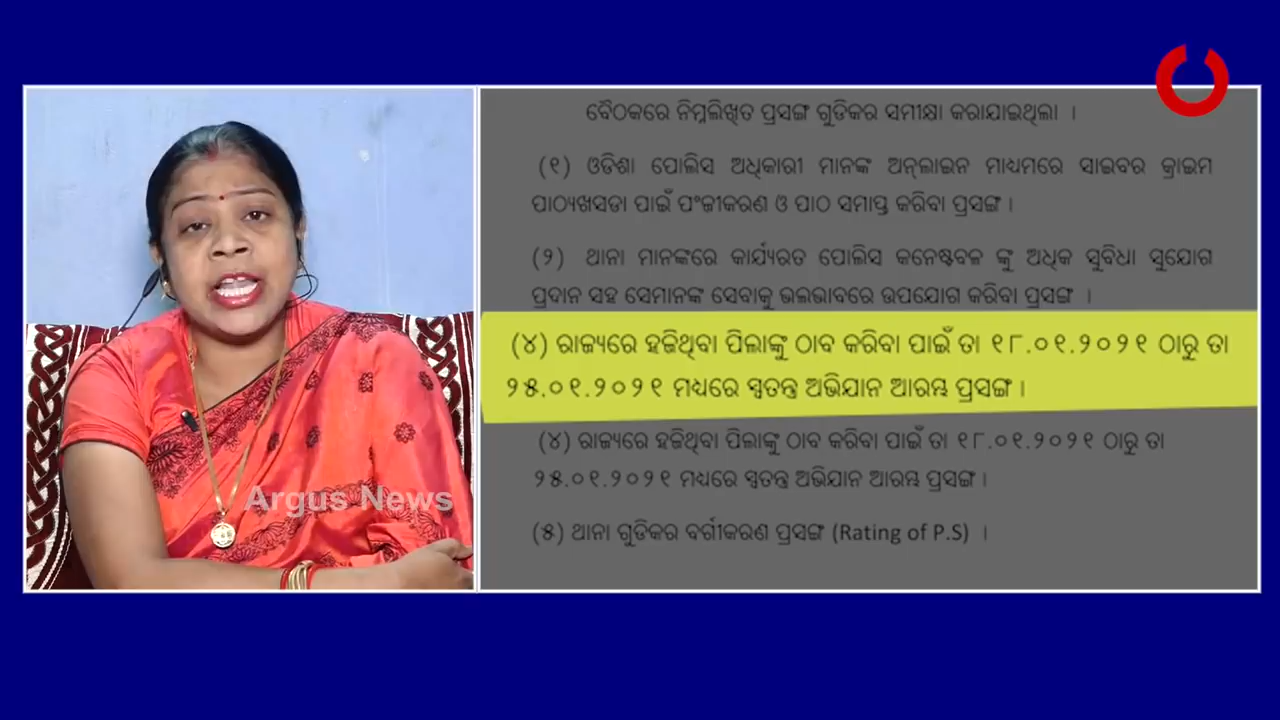 ବୈଠକରେ ନିମ୍ନଲିଖିତ ପ୍ରସଙ୍ଗ ଗୁଡିକର ସମୀକ୍ଷା କରାଯାଇଥିଲା ।
(୧) ଓଡିଶା ପୋଲିସ ଅଧିକାରୀ ମାନଙ୍କ ଅନ୍‌ଲାଇନ ମାଧ୍ୟମରେ ସାଇବର କ୍ରାଇମ
ପାଠ୍ୟଖସଡା ପାଇଁ ପଂଜୀକରଣ ଓ ପାଠ ସମାପ୍ତ କରିବା ପ୍ରସଙ୍ଗ ।
(୨) ଥାନା ମାନଙ୍କରେ କାର୍ଯ୍ୟରତ ପୋଲିସ କନେଷ୍ଟବଳ ଙ୍କୁ ଅଧିକ ସୁବିଧା ସୁଯୋଗ
ପ୍ରଦାନ ସହ ସେମାନଙ୍କ ସେବାକୁ ଭଲଭାବରେ ଉପଯୋଗ କରିବା ପ୍ରସଙ୍ଗ ।
(୪) ରାଜ୍ୟରେ ହଜିଥିବା ପିଲାଙ୍କୁ ଠାବ କରିବା ପାଇଁ ତା ୧୮.୦୧.୨୦୨୧ ଠାରୁ ତା
୨୫.୦୧.୨୦୨୧ ମଧ୍ୟରେ ସ୍ୱତନ୍ତ୍ର ଅଭିଯାନ ଆରମ୍ଭ ପ୍ରସଙ୍ଗ ।
(୪) ରାଜ୍ୟରେ ହଜିଥିବା ପିଲାଙ୍କୁ ଠାବ କରିବା ପାଇଁ ତା ୧୮.୦୧.୨୦୨୧ ଠାରୁ ତା
୨୫.୦୧.୨୦୨୧ ମଧ୍ୟରେ ସ୍ୱତନ୍ତ୍ର ଅଭିଯାନ ଆରମ୍ଭ ପ୍ରସଙ୍ଗ ।
(୫) ଥାନା ଗୁଡିକର ବର୍ଗୀକରଣ ପ୍ରସଙ୍ଗ (Rating of P.S) ।
Argus News